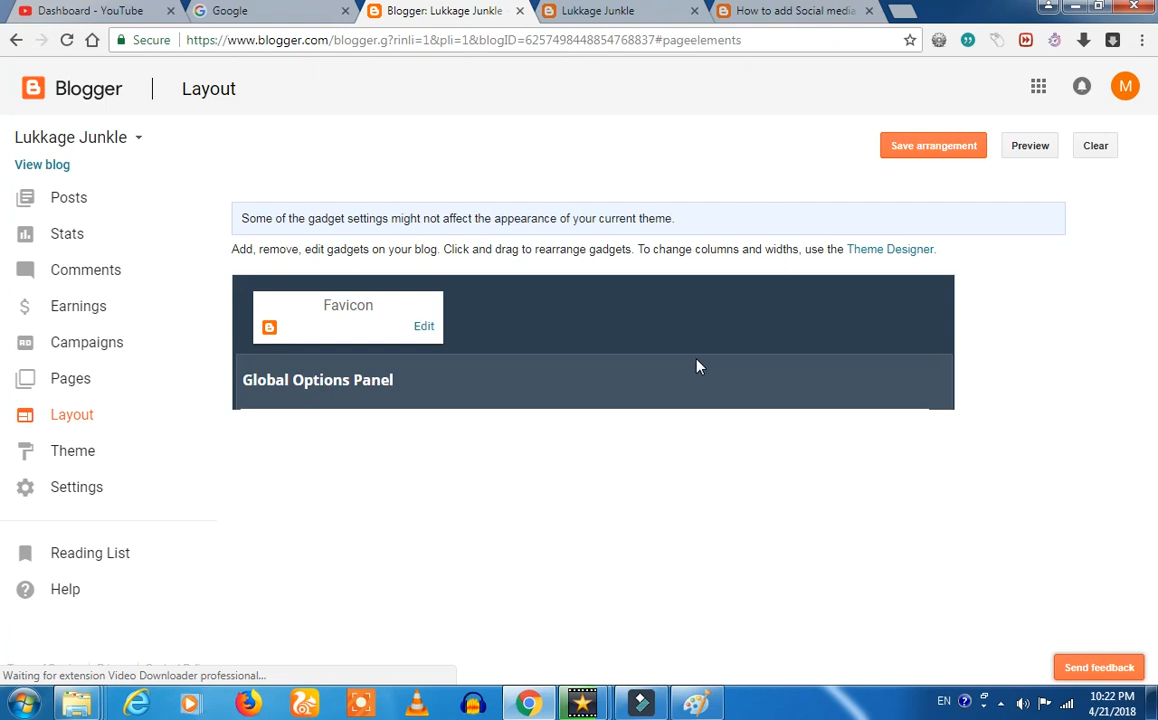 Dashboard - YouTube
Google
Blogger: Lukkage Junkle
Lukkage Junkle
How to add Social media
Secure
https://www.blogger.com/blogger.g?rinli=1&pli=1&blogID=6257498448854768837#pageelements
Blogger
Layout
M
Lukkage Junkle
View blog
Save arrangement
Preview
Clear
Posts
Stats
Comments
Earnings
Campaigns
Pages
Layout
Theme
Settings
Reading List
Help
Some of the gadget settings might not affect the appearance of your current theme.
Add, remove, edit gadgets on your blog. Click and drag to rearrange gadgets. To change columns and widths, use the Theme Designer.
Favicon
Edit
Global Options Panel
Send feedback
Waiting for extension Video Downloader professional...
EN
10:22 PM
4/21/2018